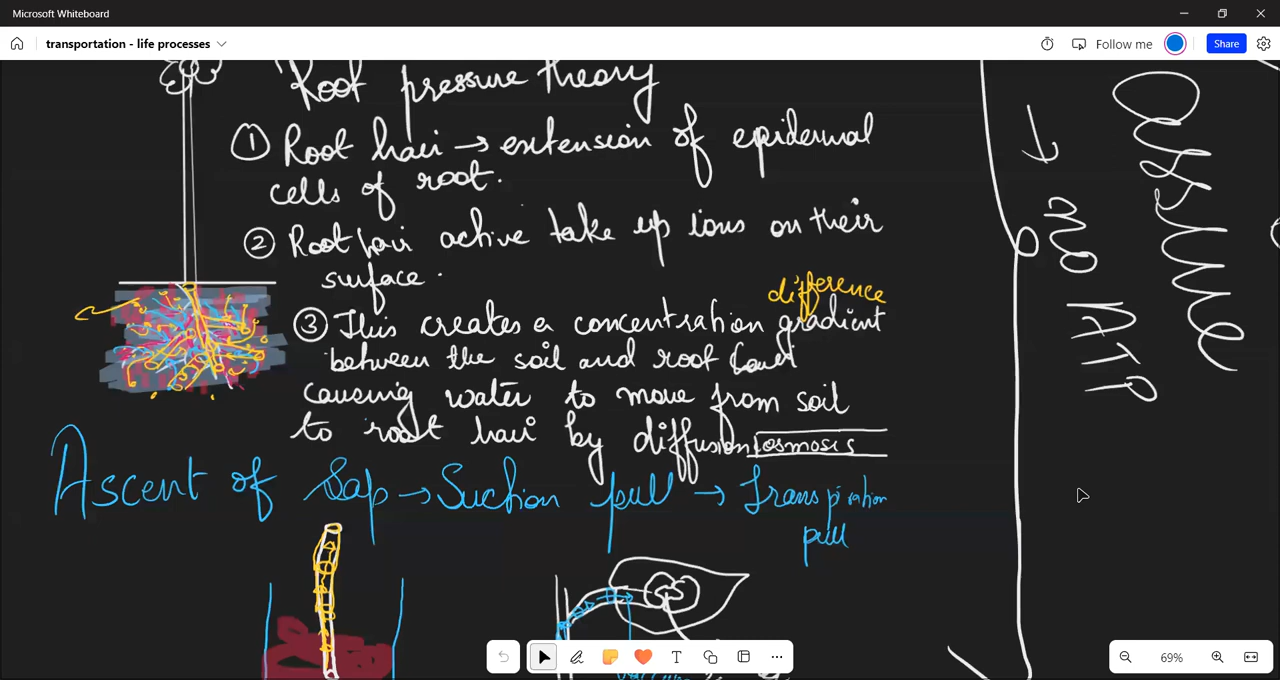 Microsoft Whiteboard
transportation - life processes
Follow me
Share
Root pressure theory
① Root hair → extension of epidermal
cells of root.
② Root hair active take up ions on their
surface.
difference
③ This creates a concentration gradient
between the soil and root
causing water to move from soil
to root hair by diffusion osmosis
Ascent of Sap → Suction pull → Transpiration
pull
no ATP
69%